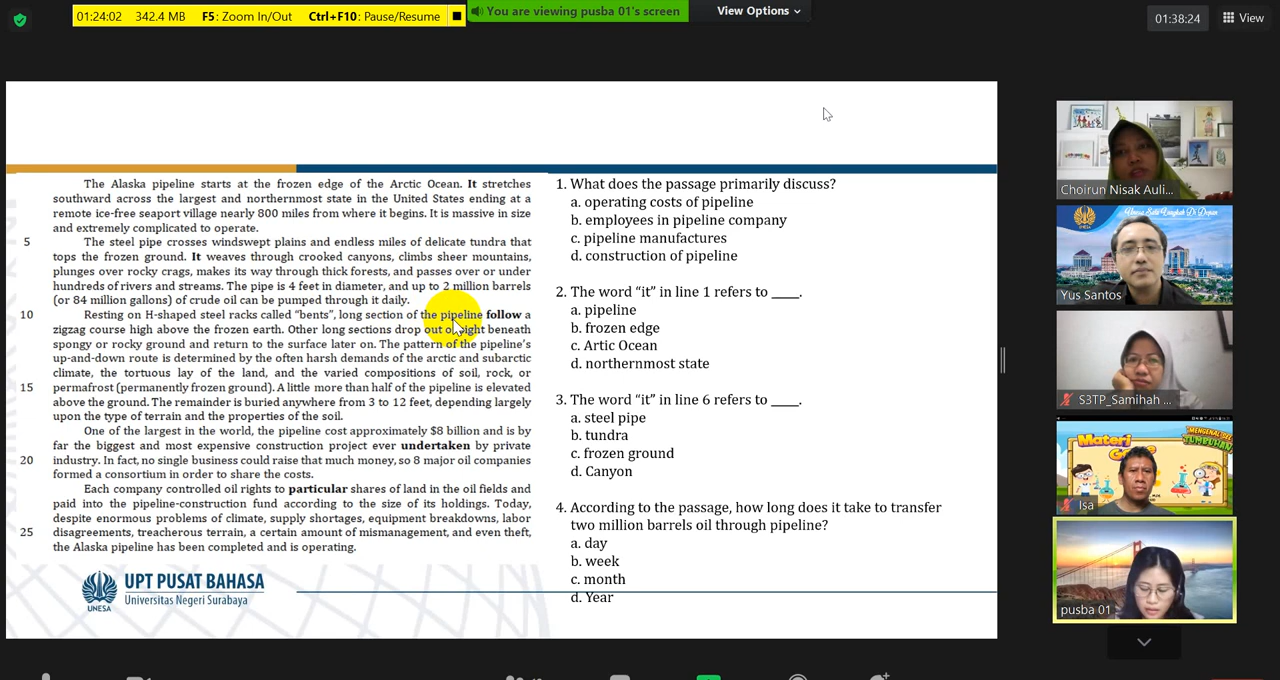 01:24:02 342.4 MB F5: Zoom In/Out Ctrl+F10: Pause/Resume
You are viewing pusba 01's screen
View Options
01:38:24
View
The Alaska pipeline starts at the frozen edge of the Arctic Ocean. It stretches
southward across the largest and northernmost state in the United States ending at a
remote ice-free seaport village nearly 800 miles from where it begins. It is massive in size
and extremely complicated to operate.
5 The steel pipe crosses windswept plains and endless miles of delicate tundra that
tops the frozen ground. It weaves through crooked canyons, climbs sheer mountains,
plunges over rocky crags, makes its way through thick forests, and passes over or under
hundreds of rivers and streams. The pipe is 4 feet in diameter, and up to 2 million barrels
(or 84 million gallons) of crude oil can be pumped through it daily.
10 Resting on H-shaped steel racks called "bents", long section of the pipeline follow a
zigzag course high above the frozen earth. Other long sections drop out of sight beneath
spongy or rocky ground and return to the surface later on. The pattern of the pipeline's
up-and-down route is determined by the often harsh demands of the arctic and subarctic
climate, the tortuous lay of the land, and the varied compositions of soil, rock, or
15 permafrost (permanently frozen ground). A little more than half of the pipeline is elevated
above the ground. The remainder is buried anywhere from 3 to 12 feet, depending largely
upon the type of terrain and the properties of the soil.
One of the largest in the world, the pipeline cost approximately $8 billion and is by
far the biggest and most expensive construction project ever undertaken by private
20 industry. In fact, no single business could raise that much money, so 8 major oil companies
formed a consortium in order to share the costs.
Each company controlled oil rights to particular shares of land in the oil fields and
paid into the pipeline-construction fund according to the size of its holdings. Today,
despite enormous problems of climate, supply shortages, equipment breakdowns, labor
25 disagreements, treacherous terrain, a certain amount of mismanagement, and even theft,
the Alaska pipeline has been completed and is operating.
UNESA
UPT PUSAT BAHASA
Universitas Negeri Surabaya
1. What does the passage primarily discuss?
a. operating costs of pipeline
b. employees in pipeline company
c. pipeline manufactures
d. construction of pipeline
2. The word "it" in line 1 refers to ____.
a. pipeline
b. frozen edge
c. Artic Ocean
d. northernmost state
3. The word "it" in line 6 refers to ____.
a. steel pipe
b. tundra
c. frozen ground
d. Canyon
4. According to the passage, how long does it take to transfer
two million barrels oil through pipeline?
a. day
b. week
c. month
d. Year
Choirun Nisak Auli...
UNESA
Yus Santos
S3TP_Samihah ...
Materi
Isa
pusba 01